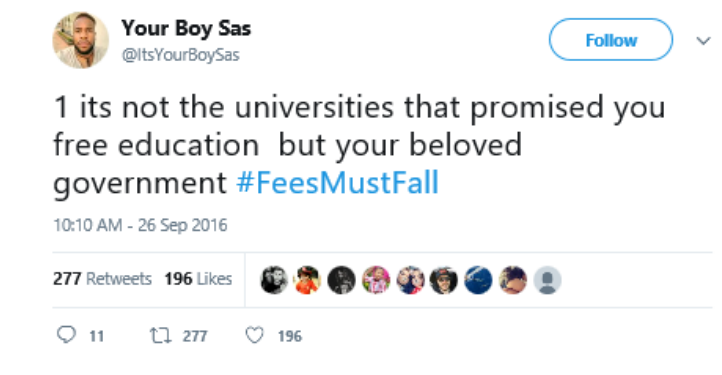 Your Boy Sas
@ItsYourBoySas
Follow
1 its not the universities that promised you
free education  but your beloved
government #FeesMustFall
10:10 AM - 26 Sep 2016
277 Retweets 196 Likes
11 277 196